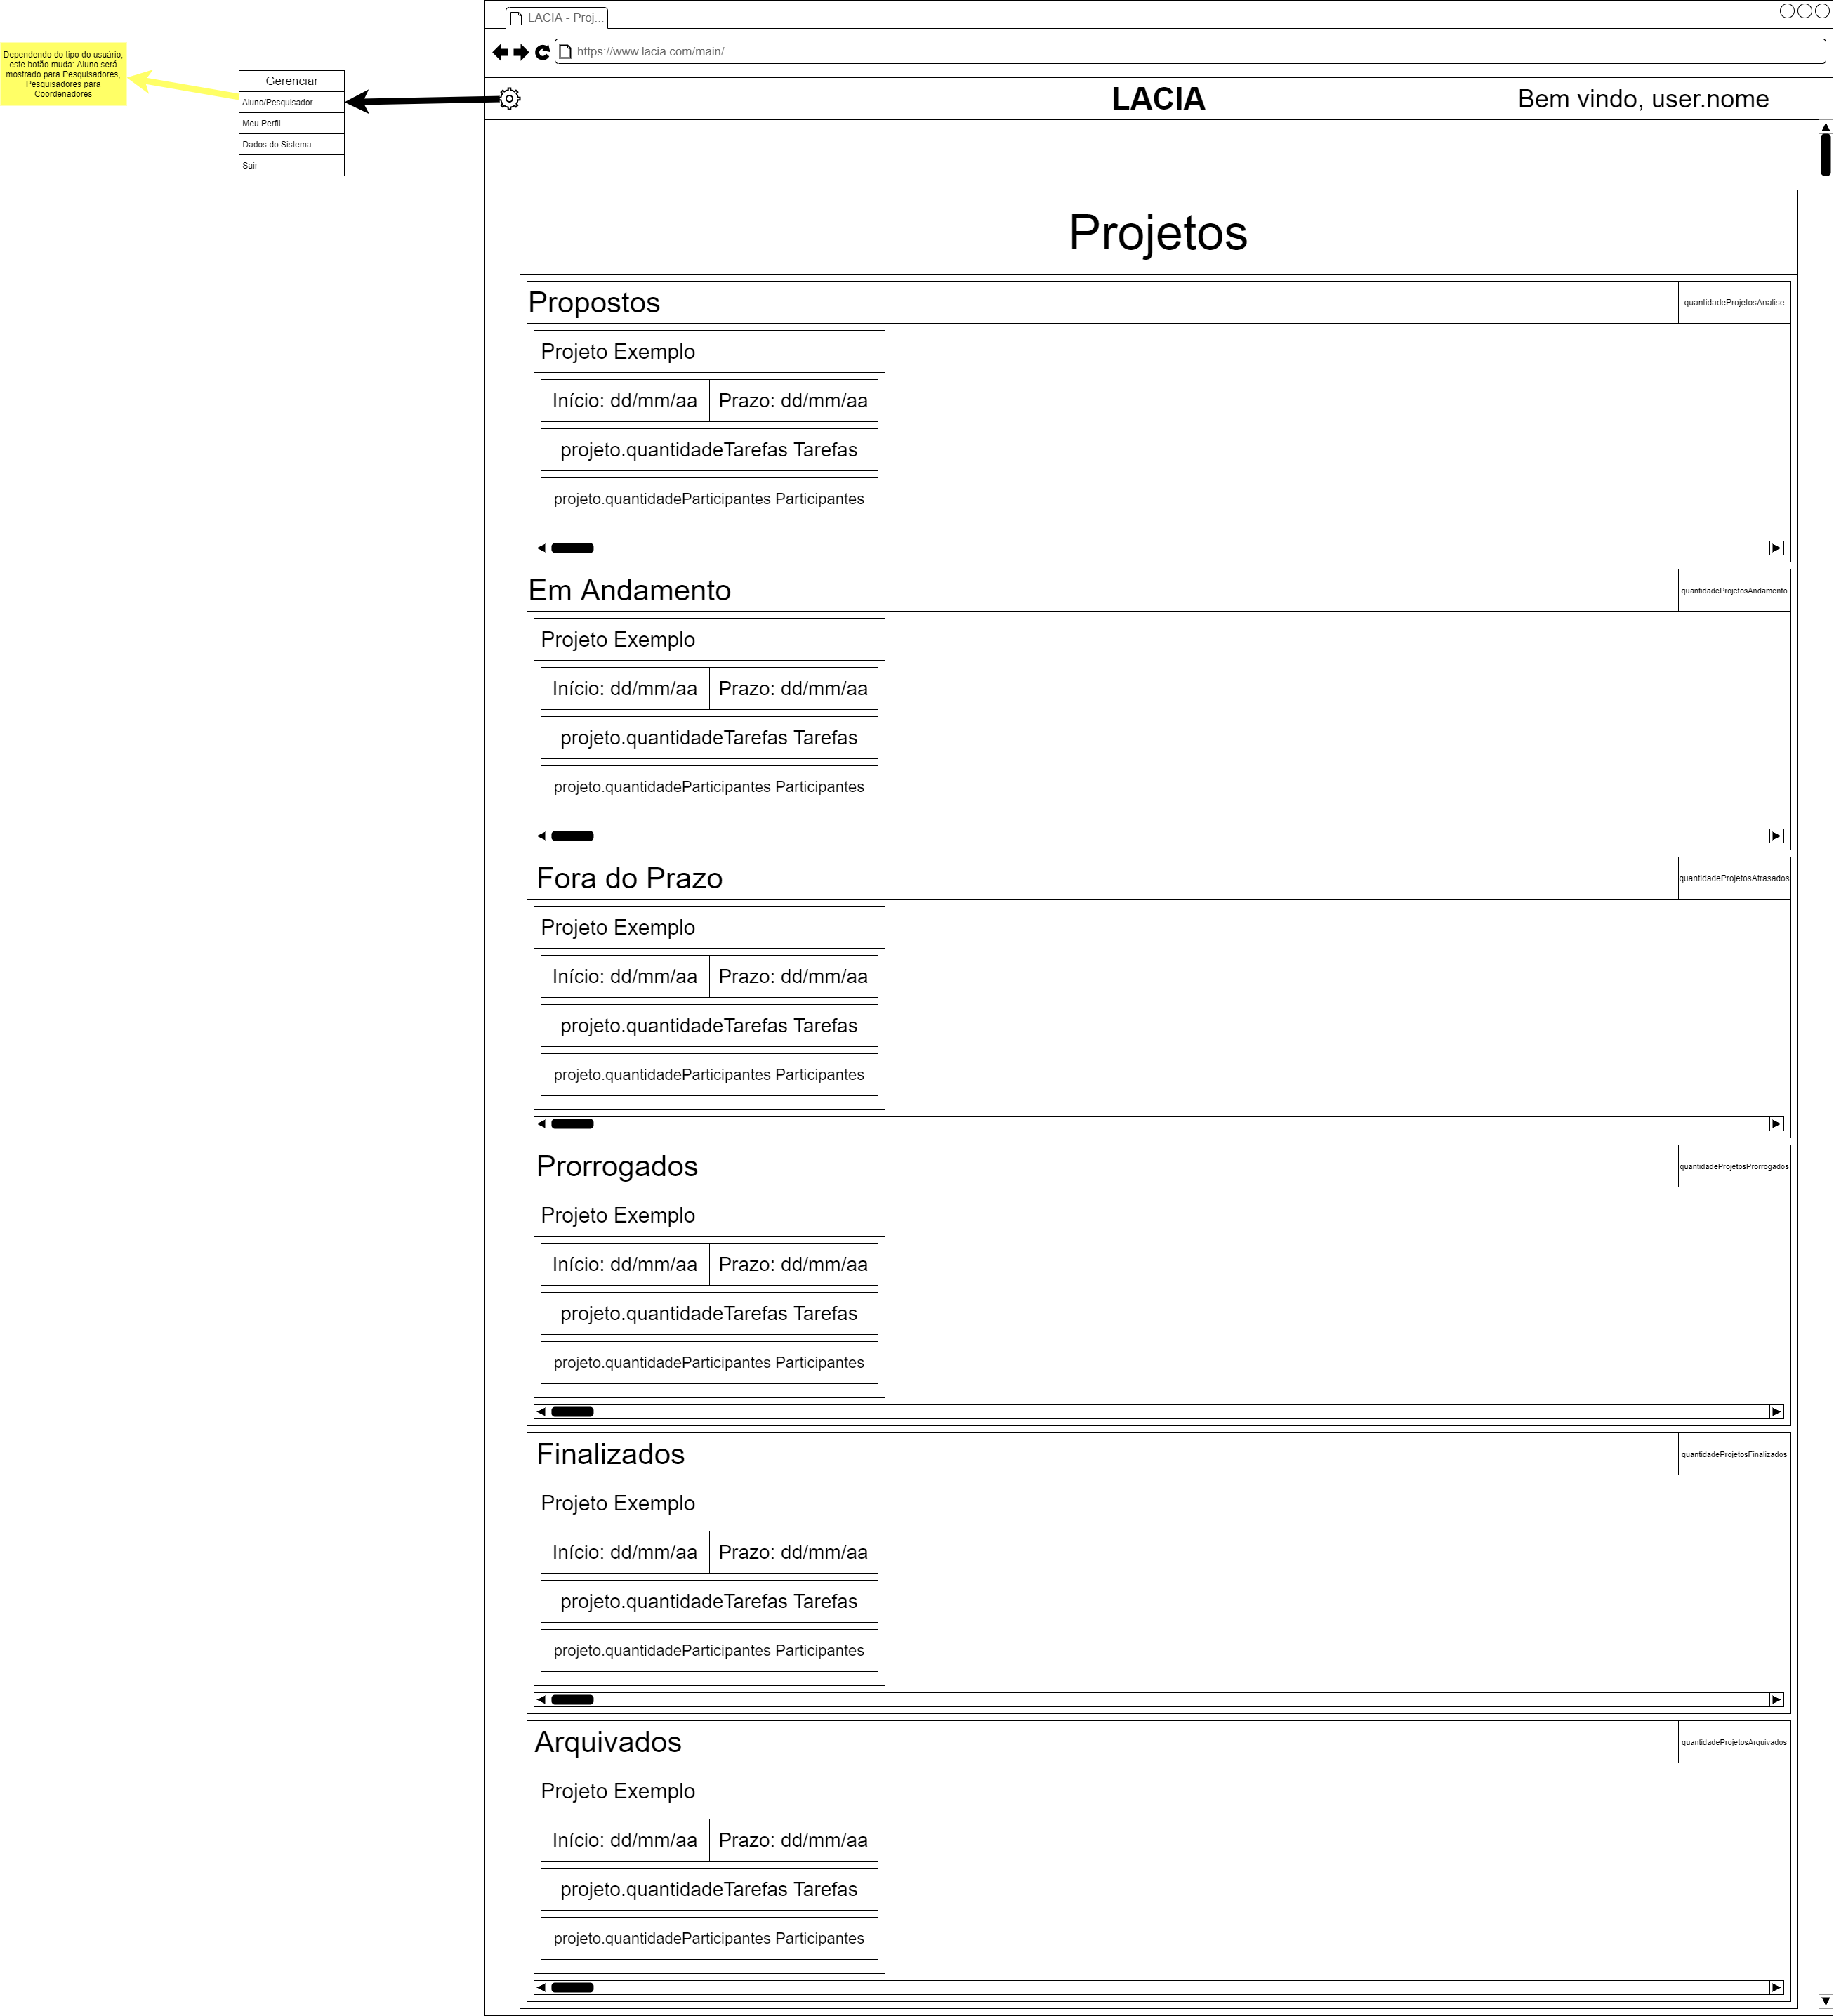 LACIA - Proj...
https://www.lacia.com/main/
Dependendo do tipo do usuário,
este botão muda: Aluno será
mostrado para Pesquisadores,
Pesquisadores para
Coordenadores
Gerenciar
Aluno/Pesquisador
Meu Perfil
Dados do Sistema
Sair
LACIA
Bem vindo, user.nome
Projetos
Propostos
quantidadeProjetosAnalise
Projeto Exemplo
Início: dd/mm/aa
Prazo: dd/mm/aa
projeto.quantidadeTarefas Tarefas
projeto.quantidadeParticipantes Participantes
Em Andamento
quantidadeProjetosAndamento
Projeto Exemplo
Início: dd/mm/aa
Prazo: dd/mm/aa
projeto.quantidadeTarefas Tarefas
projeto.quantidadeParticipantes Participantes
Fora do Prazo
quantidadeProjetosAtrasados
Projeto Exemplo
Início: dd/mm/aa
Prazo: dd/mm/aa
projeto.quantidadeTarefas Tarefas
projeto.quantidadeParticipantes Participantes
Prorrogados
quantidadeProjetosProrrogados
Projeto Exemplo
Início: dd/mm/aa
Prazo: dd/mm/aa
projeto.quantidadeTarefas Tarefas
projeto.quantidadeParticipantes Participantes
Finalizados
quantidadeProjetosFinalizados
Projeto Exemplo
Início: dd/mm/aa
Prazo: dd/mm/aa
projeto.quantidadeTarefas Tarefas
projeto.quantidadeParticipantes Participantes
Arquivados
quantidadeProjetosArquivados
Projeto Exemplo
Início: dd/mm/aa
Prazo: dd/mm/aa
projeto.quantidadeTarefas Tarefas
projeto.quantidadeParticipantes Participantes